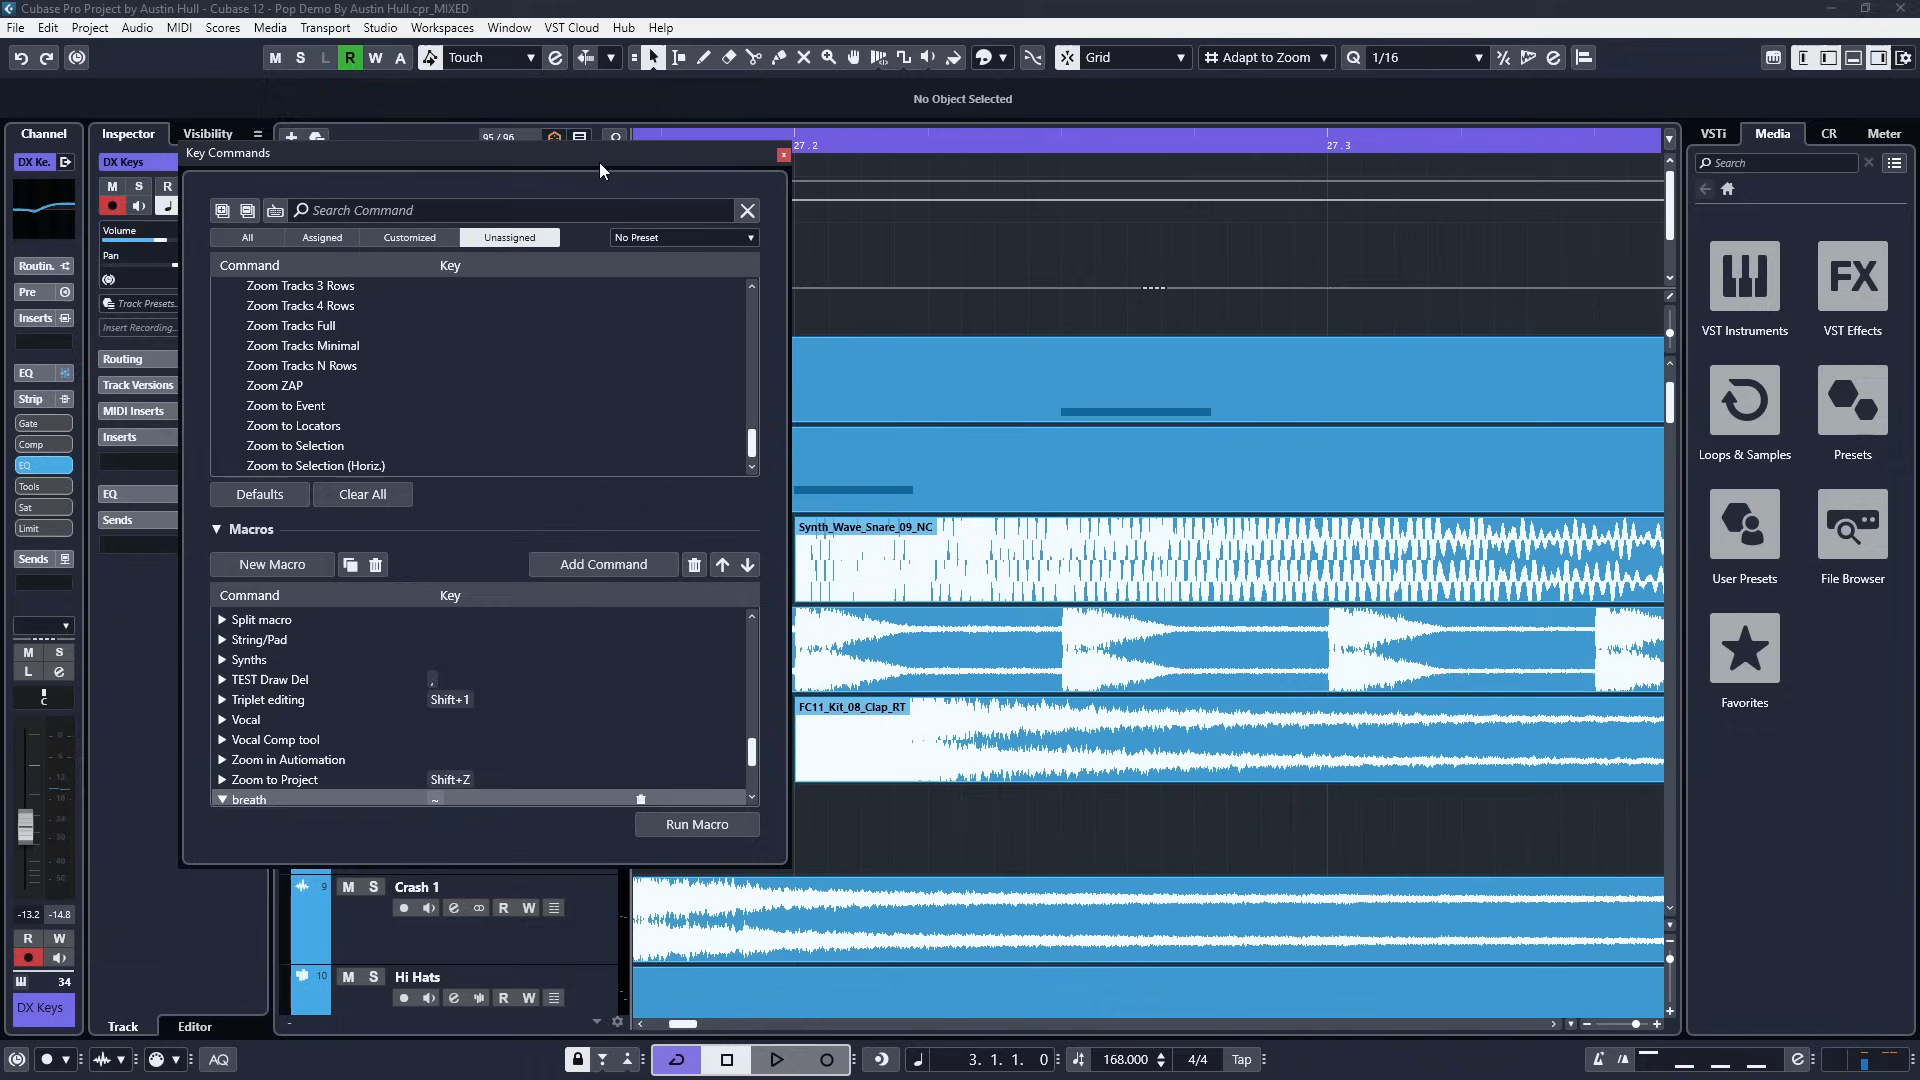 Cubase Pro Project by Austin Hull - Cubase 12 - Pop Demo By Austin Hull.cpr_MIXED
File Edit Project Audio MIDI Scores Media Transport Studio Workspaces Window VST Cloud Hub Help
M S L R W A Touch Grid Adapt to Zoom Q 1/16
No Object Selected
Channel Inspector Visibility 95 / 96 VSTi Media CR Meter
27.2 27.3
DX Ke. DX Keys
Key Commands
Search
M S R
Search Command
All Assigned Customized Unassigned No Preset
Volume
Pan
Command Key
Routin.
Pre
Inserts
Track Presets..
Insert Recording..
Routing
Track Versions
MIDI Inserts
Inserts
EQ
Sends
EQ
Strip
Gate
Comp
EQ
Tools
Sat
Limit
Sends
Zoom Tracks 3 Rows
Zoom Tracks 4 Rows
Zoom Tracks Full
Zoom Tracks Minimal
Zoom Tracks N Rows
Zoom ZAP
Zoom to Event
Zoom to Locators
Zoom to Selection
Zoom to Selection (Horiz.)
Defaults Clear All
Macros
New Macro Add Command
Command Key
Split macro
String/Pad
Synths
TEST Draw Del ,
Triplet editing Shift+1
Vocal
Vocal Comp tool
Zoom in Autiomation
Zoom to Project Shift+Z
breath ~
Run Macro
Synth_Wave_Snare_09_NC
FC11_Kit_08_Clap_RT
FX
VST Instruments VST Effects
Loops & Samples Presets
User Presets File Browser
Favorites
M S
L
C
-13.2 -14.8
R W
34
DX Keys
9 M S Crash 1
R W
10 M S Hi Hats
R W
Track Editor
AQ 3. 1. 1. 0 168.000 4/4 Tap